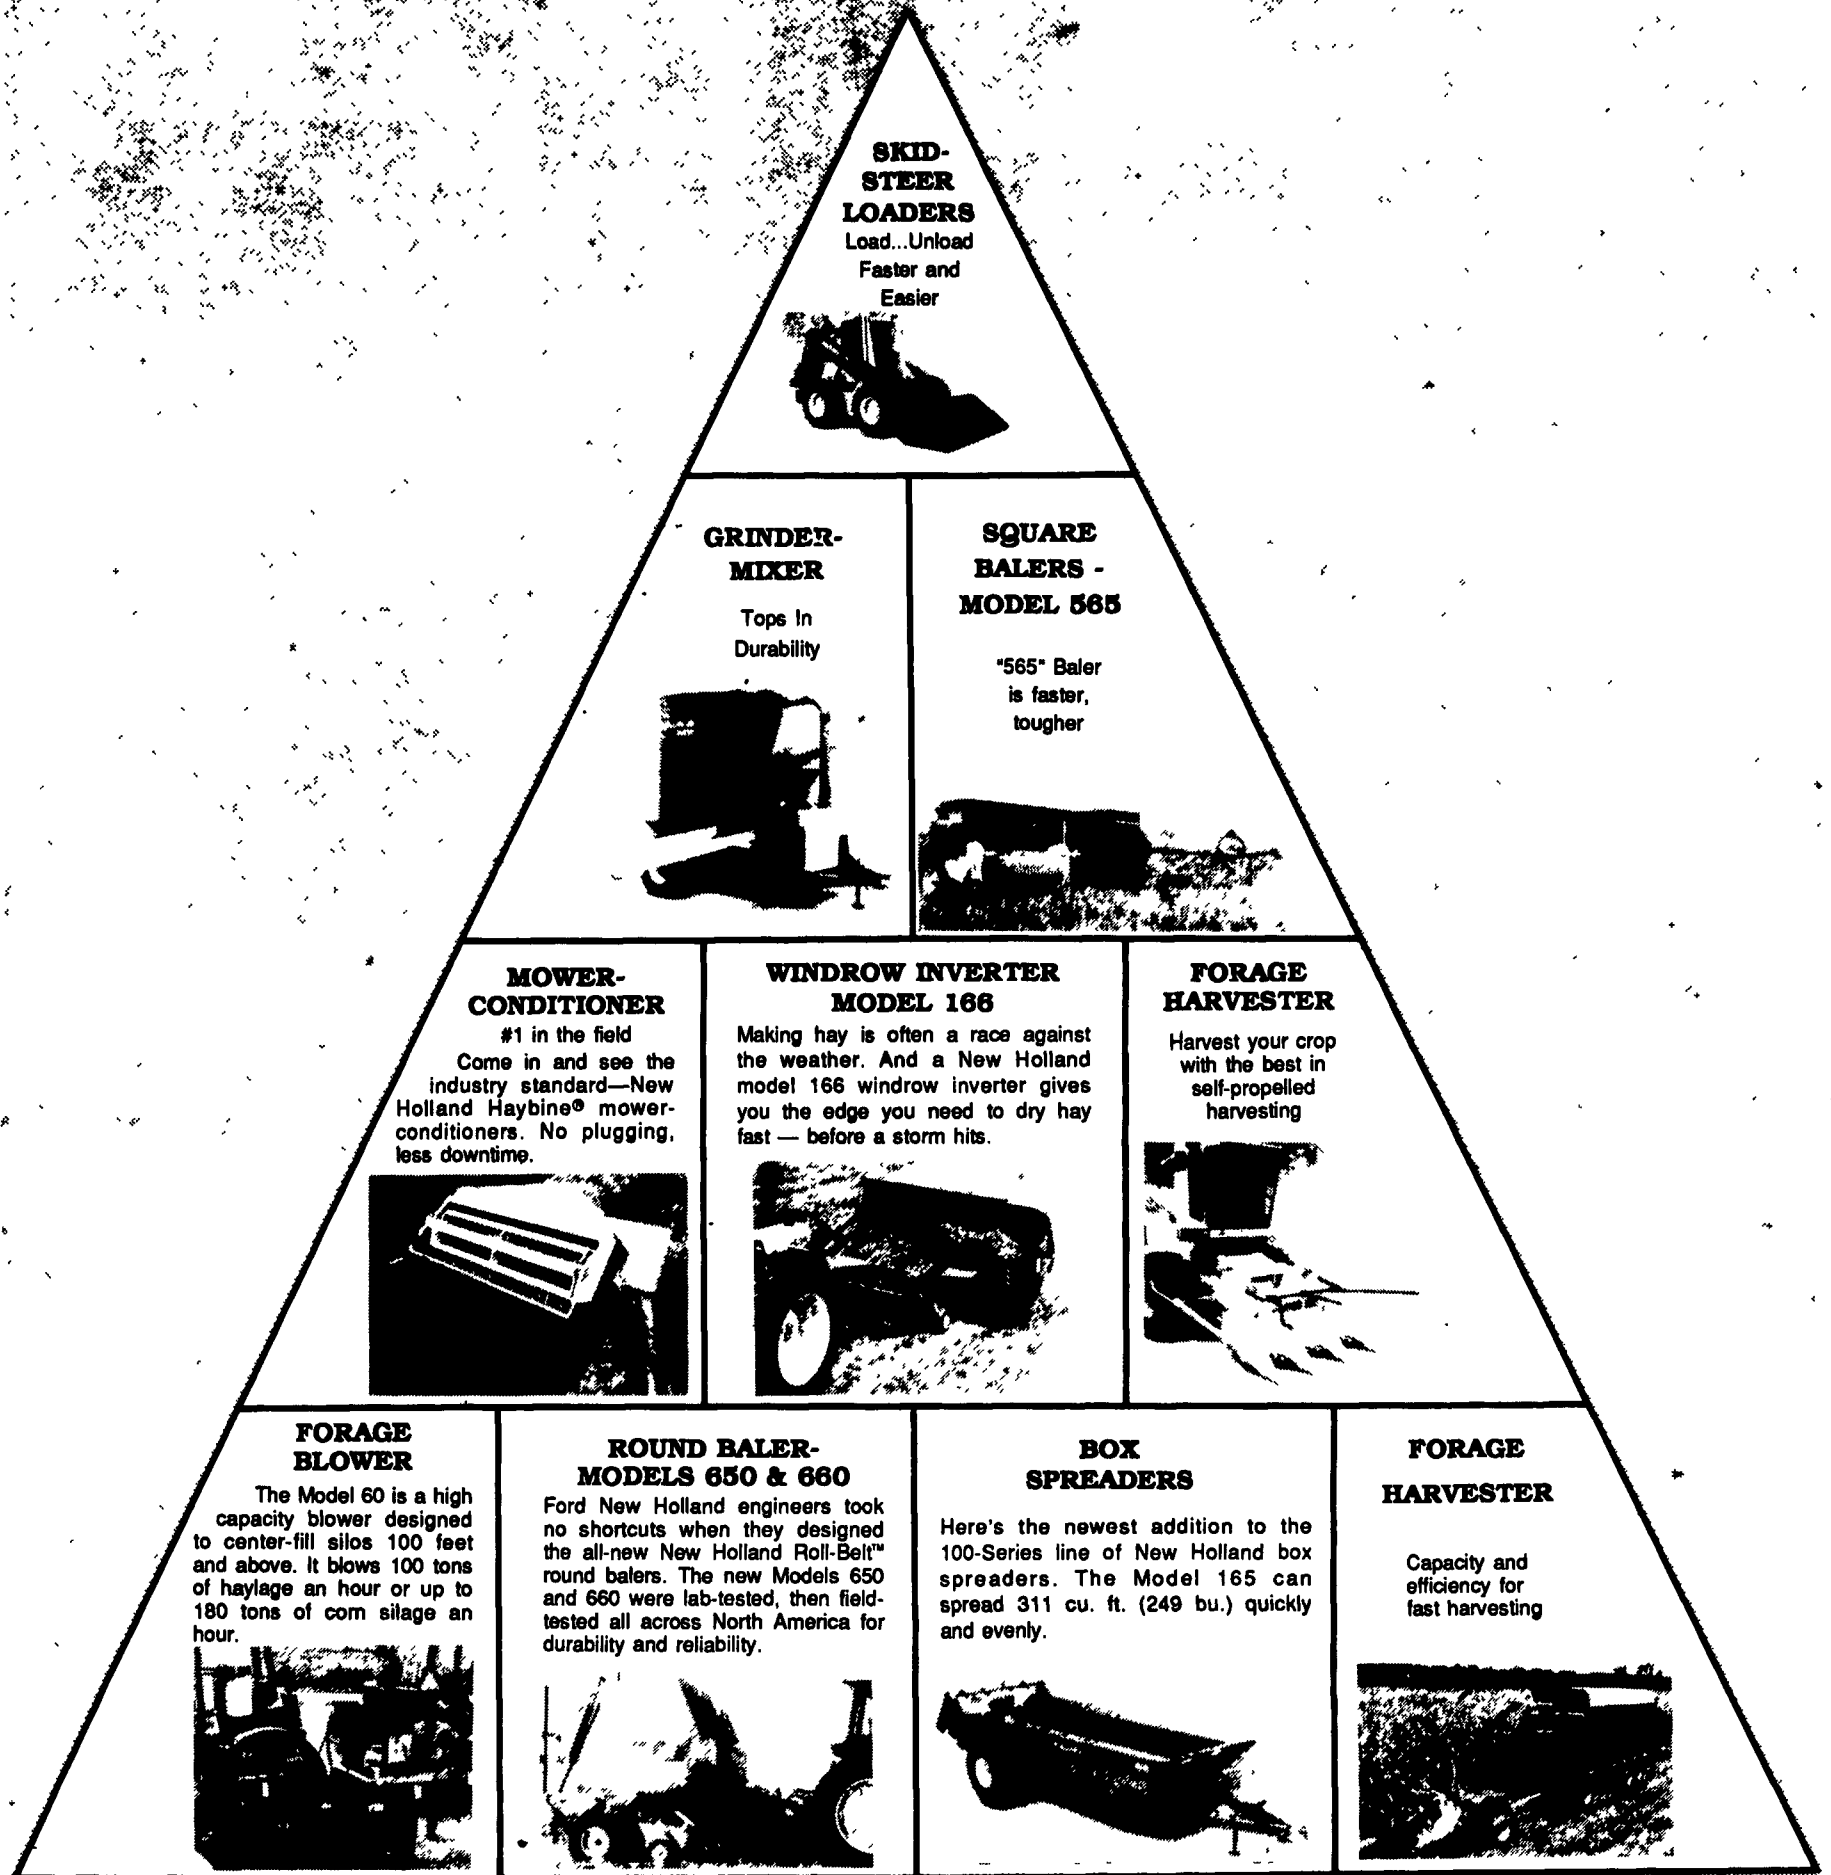 SKID-
STEER
LOADERS
Load...Unload
Faster and
Easier
GRINDER-
MIXER
Tops In
Durability
SQUARE
BALERS -
MODEL 565
"565" Baler
is faster,
tougher
MOWER-
CONDITIONER
#1 in the field
Come in and see the
industry standard—New
Holland Haybine® mower-
conditioners. No plugging,
less downtime.
WINDROW INVERTER
MODEL 166
Making hay is often a race against
the weather. And a New Holland
model 166 windrow inverter gives
you the edge you need to dry hay
fast — before a storm hits.
FORAGE
HARVESTER
Harvest your crop
with the best in
self-propelled
harvesting
FORAGE
BLOWER
The Model 60 is a high
capacity blower designed
to center-fill silos 100 feet
and above. It blows 100 tons
of haylage an hour or up to
180 tons of corn silage an
hour.
ROUND BALER-
MODELS 650 & 660
Ford New Holland engineers took
no shortcuts when they designed
the all-new New Holland Roll-Belt™
round balers. The new Models 650
and 660 were lab-tested, then field-
tested all across North America for
durability and reliability.
BOX
SPREADERS
Here's the newest addition to the
100-Series line of New Holland box
spreaders. The Model 165 can
spread 311 cu. ft. (249 bu.) quickly
and evenly.
FORAGE
HARVESTER
Capacity and
efficiency for
fast harvesting